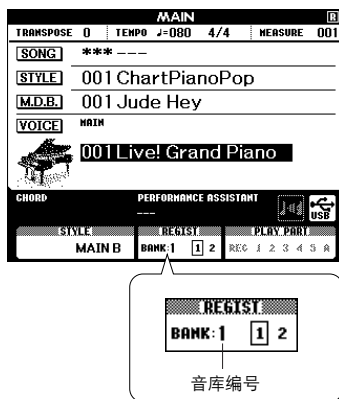 MAIN R
TRANSPOSE 0 TEMPO ♩=080 4/4 MEASURE 001
SONG *** ---
STYLE 001 ChartPianoPop
M.D.B. 001 Jude Hey
VOICE MAIN
001 Live! Grand Piano
CHORD PERFORMANCE ASSISTANT
---
USB
STYLE REGIST PLAY PART
MAIN B BANK:1 1 2 REC 1 2 3 4 5 A
REGIST
BANK:1 1 2
音库编号